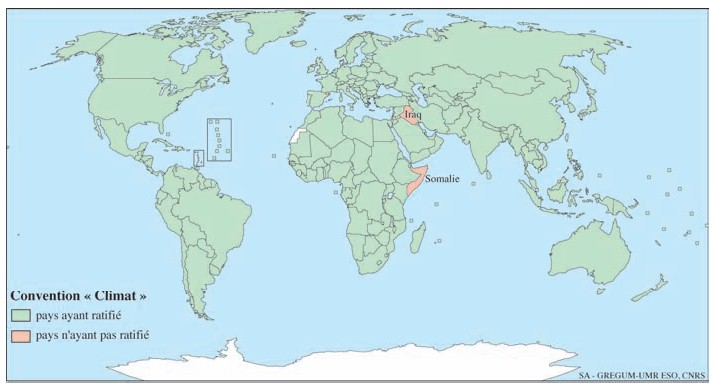 Iraq
Somalie
Convention « Climat »
pays ayant ratifié
pays n'ayant pas ratifié
SA - GREGUM-UMR ESO, CNRS